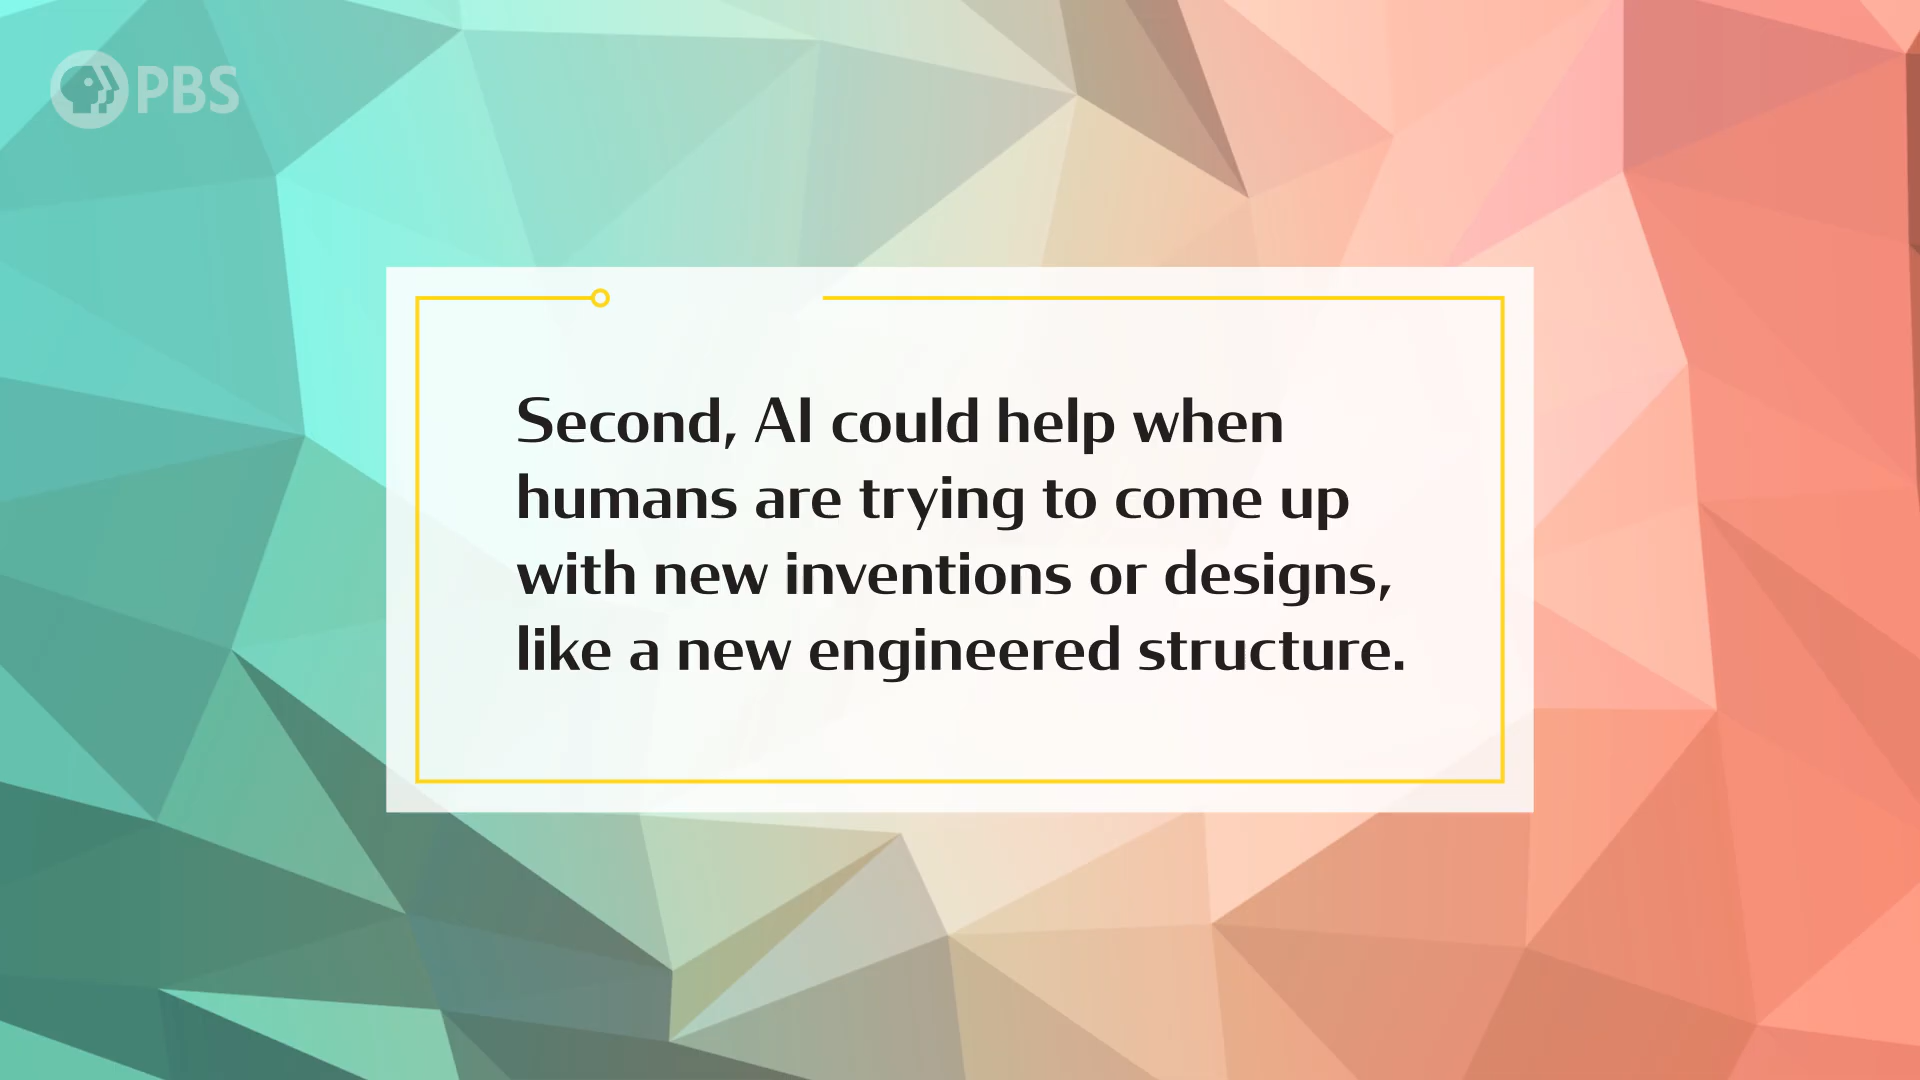 PBS
Second, AI could help when
humans are trying to come up
with new inventions or designs,
like a new engineered structure.